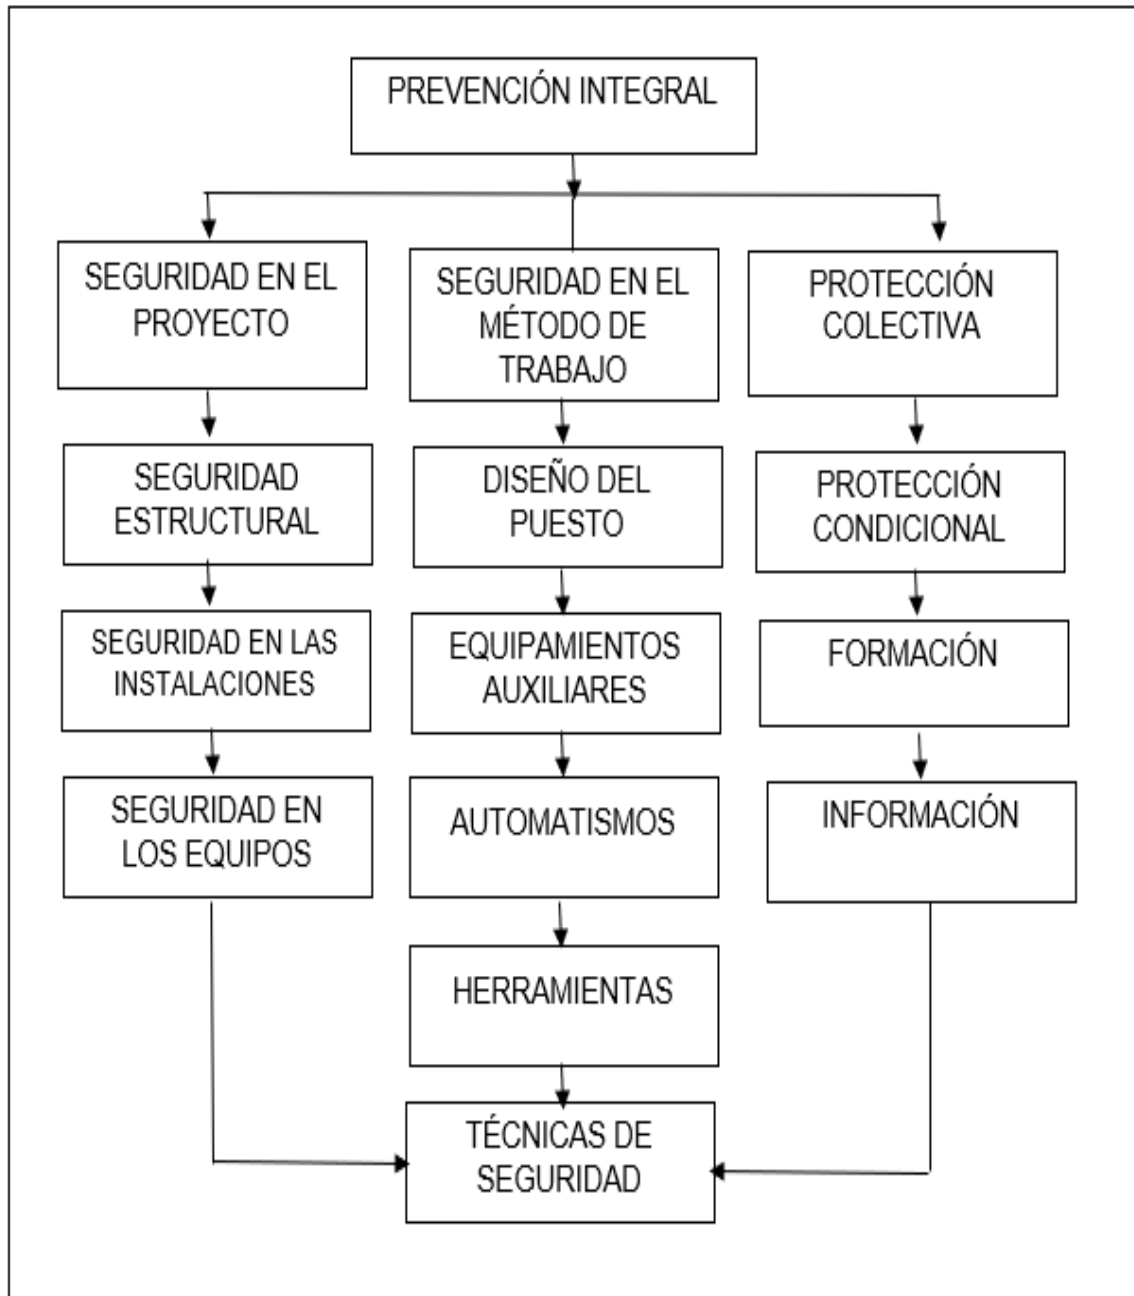 PREVENCIÓN INTEGRAL
SEGURIDAD EN EL
PROYECTO
SEGURIDAD EN EL
MÉTODO DE
TRABAJO
PROTECCIÓN
COLECTIVA
SEGURIDAD
ESTRUCTURAL
DISEÑO DEL
PUESTO
PROTECCIÓN
CONDICIONAL
SEGURIDAD EN LAS
INSTALACIONES
EQUIPAMIENTOS
AUXILIARES
FORMACIÓN
SEGURIDAD EN
LOS EQUIPOS
AUTOMATISMOS
INFORMACIÓN
HERRAMIENTAS
TÉCNICAS DE
SEGURIDAD